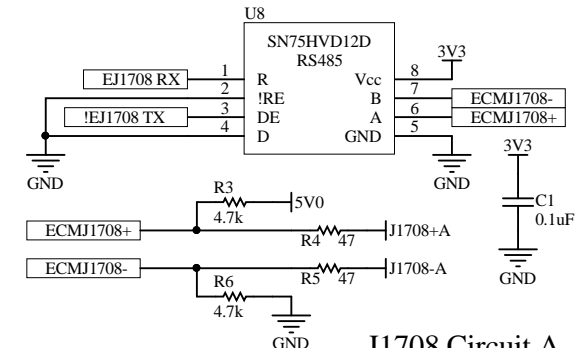 U8
SN75HVD12D
RS485
3V3
EJ1708 RX
1
R
Vcc
8
2
!RE
B
7
ECMJ1708-
!EJ1708 TX
3
DE
A
6
ECMJ1708+
4
D
GND
5
GND
GND
3V3
C1
0.1uF
GND
R3
4.7k
5V0
ECMJ1708+
R4
47
J1708+A
ECMJ1708-
R5
47
J1708-A
R6
4.7k
GND
J1708 Circuit A